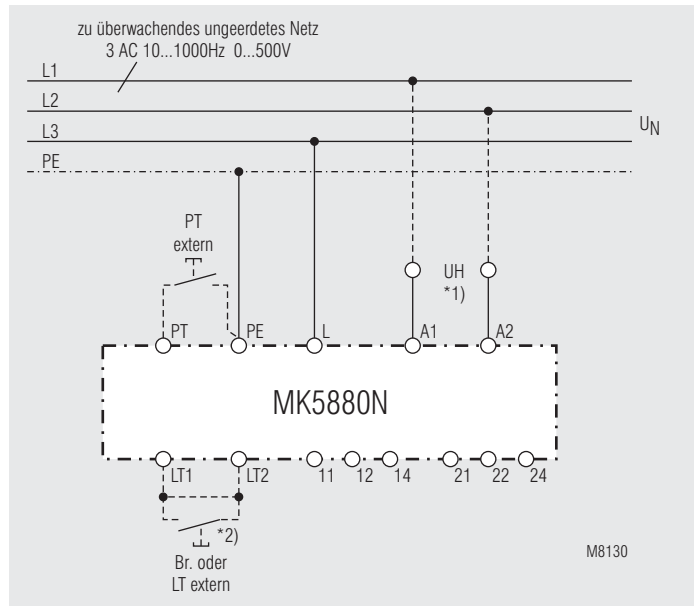 zu überwachendes ungeerdetes Netz
3 AC 10...1000Hz 0...500V
L1
L2
L3
UN
PE
PT
extern
UH
*1)
PT PE L A1 A2
MK5880N
LT1 LT2 11 12 14 21 22 24
*2)
Br. oder
LT extern
M8130